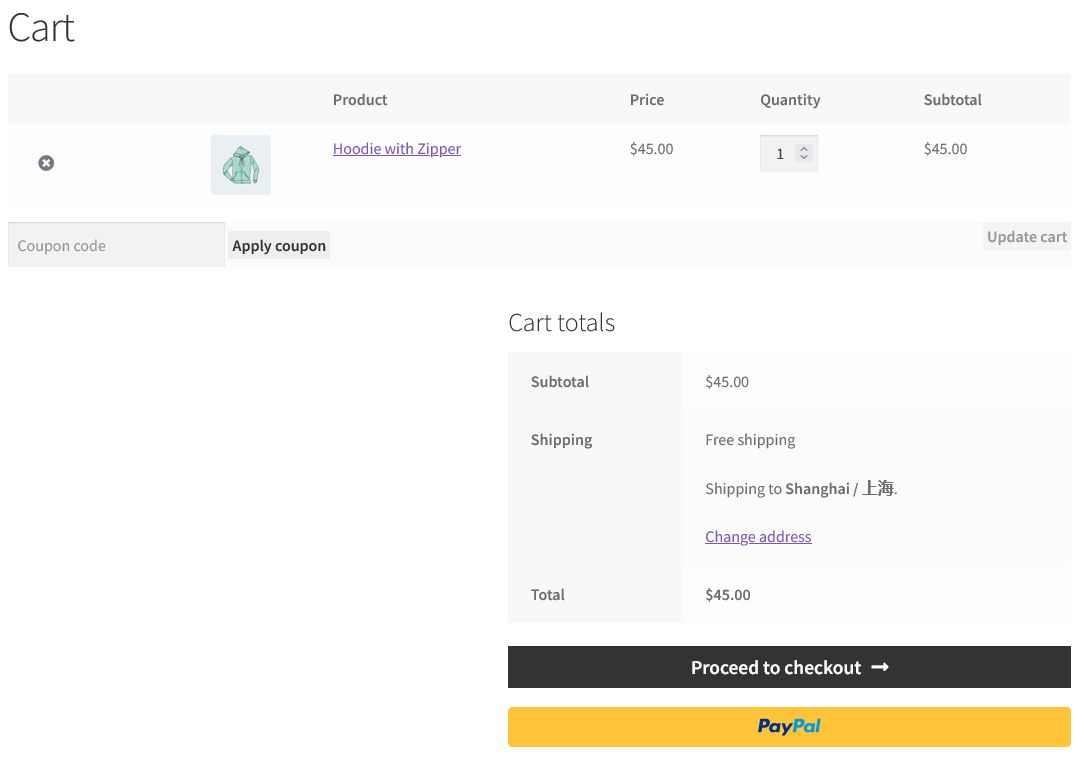 Cart
Product Price Quantity Subtotal
Hoodie with Zipper $45.00 1 $45.00
Coupon code Apply coupon Update cart
Cart totals
Subtotal $45.00
Shipping Free shipping
Shipping to Shanghai / 上海.
Change address
Total $45.00
Proceed to checkout →
PayPal